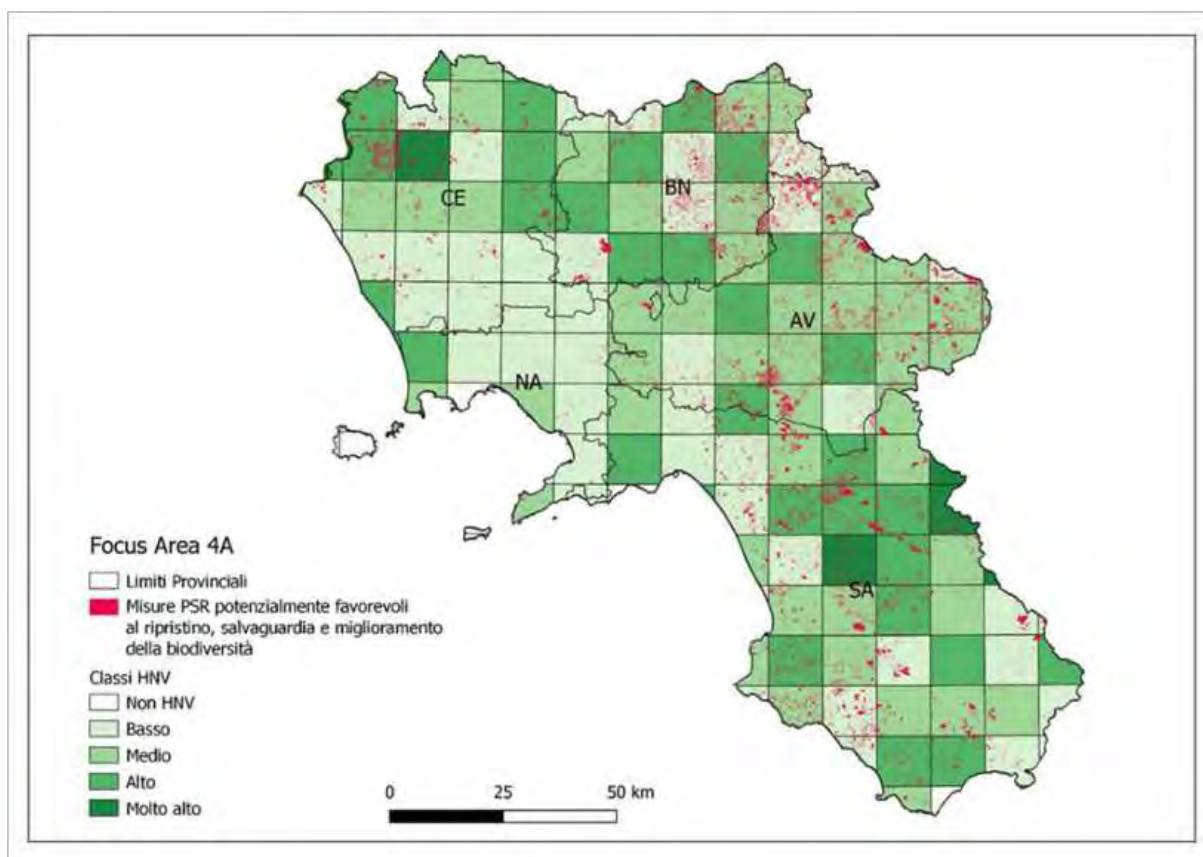 CE
BN
AV
NA
SA
Focus Area 4A
Limiti Provinciali
Misure PSR potenzialmente favorevoli
al ripristino, salvaguardia e miglioramento
della biodiversità
Classi HNV
Non HNV
Basso
Medio
Alto
Molto alto
0 25 50 km